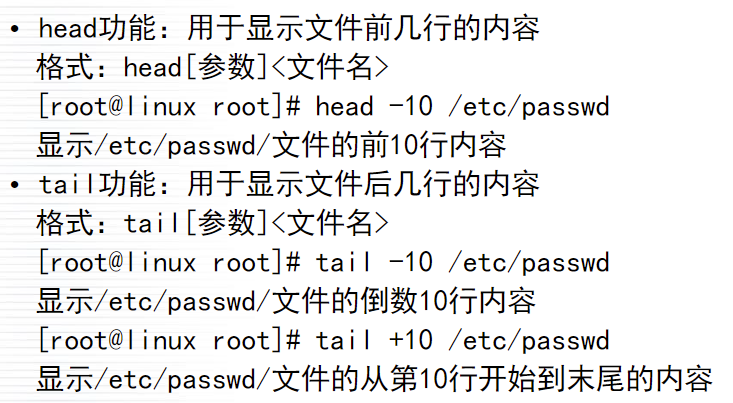 • head功能：用于显示文件前几行的内容
格式：head[参数]<文件名>
[root@linux root]# head -10 /etc/passwd
显示/etc/passwd/文件的前10行内容
• tail功能：用于显示文件后几行的内容
格式：tail[参数]<文件名>
[root@linux root]# tail -10 /etc/passwd
显示/etc/passwd/文件的倒数10行内容
[root@linux root]# tail +10 /etc/passwd
显示/etc/passwd/文件的从第10行开始到末尾的内容